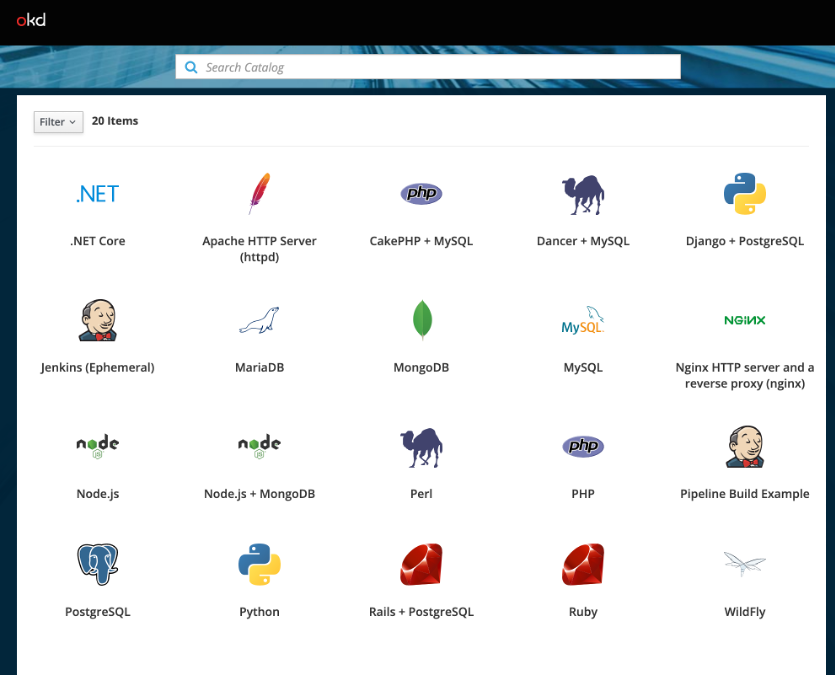 okd
Search Catalog
Filter 20 Items
.NET php
.NET Core Apache HTTP Server CakePHP + MySQL Dancer + MySQL Django + PostgreSQL
(httpd)
MySQL NGINX
Jenkins (Ephemeral) MariaDB MongoDB MySQL Nginx HTTP server and a
reverse proxy (nginx)
node node php
JS JS
Node.js Node.js + MongoDB Perl PHP Pipeline Build Example
PostgreSQL Python Rails + PostgreSQL Ruby WildFly